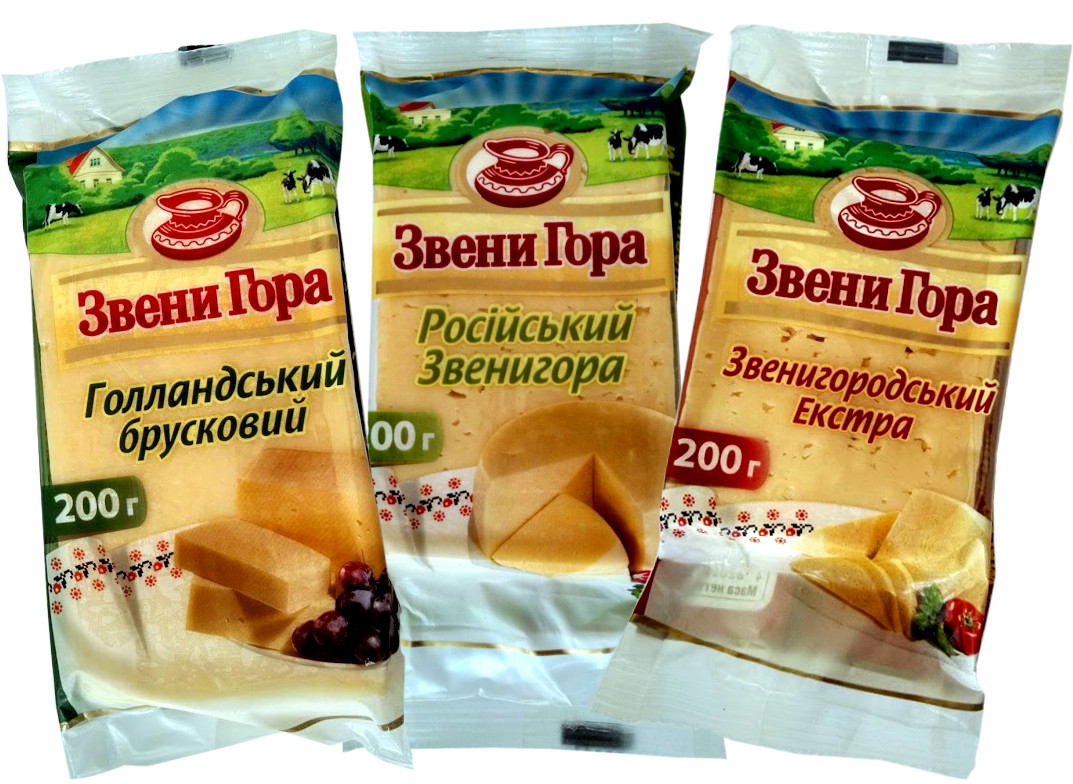 Звени Гора
Голландський
брусковий
200 г
Звени Гора
Російський
Звенигора
00 г
Звени Гора
Звенигородський
Екстра
200 г